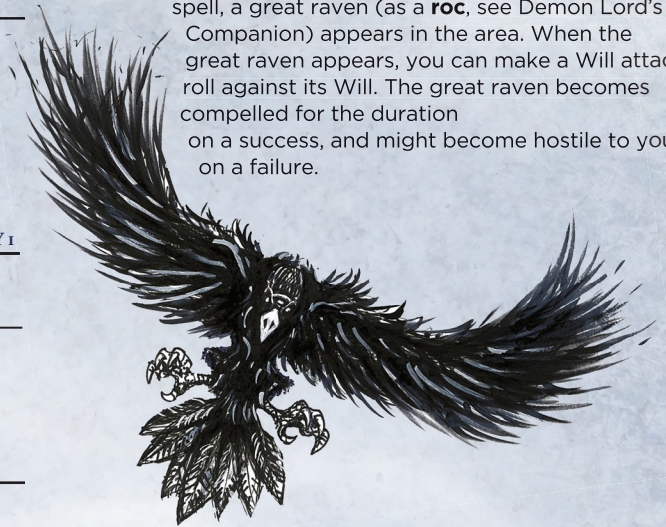 spell, a great raven (as a roc, see Demon Lord's
Companion) appears in the area. When the
great raven appears, you can make a Will
roll against its Will. The great raven becomes
compelled for the duration
on a success, and might become hostile to
on a failure.